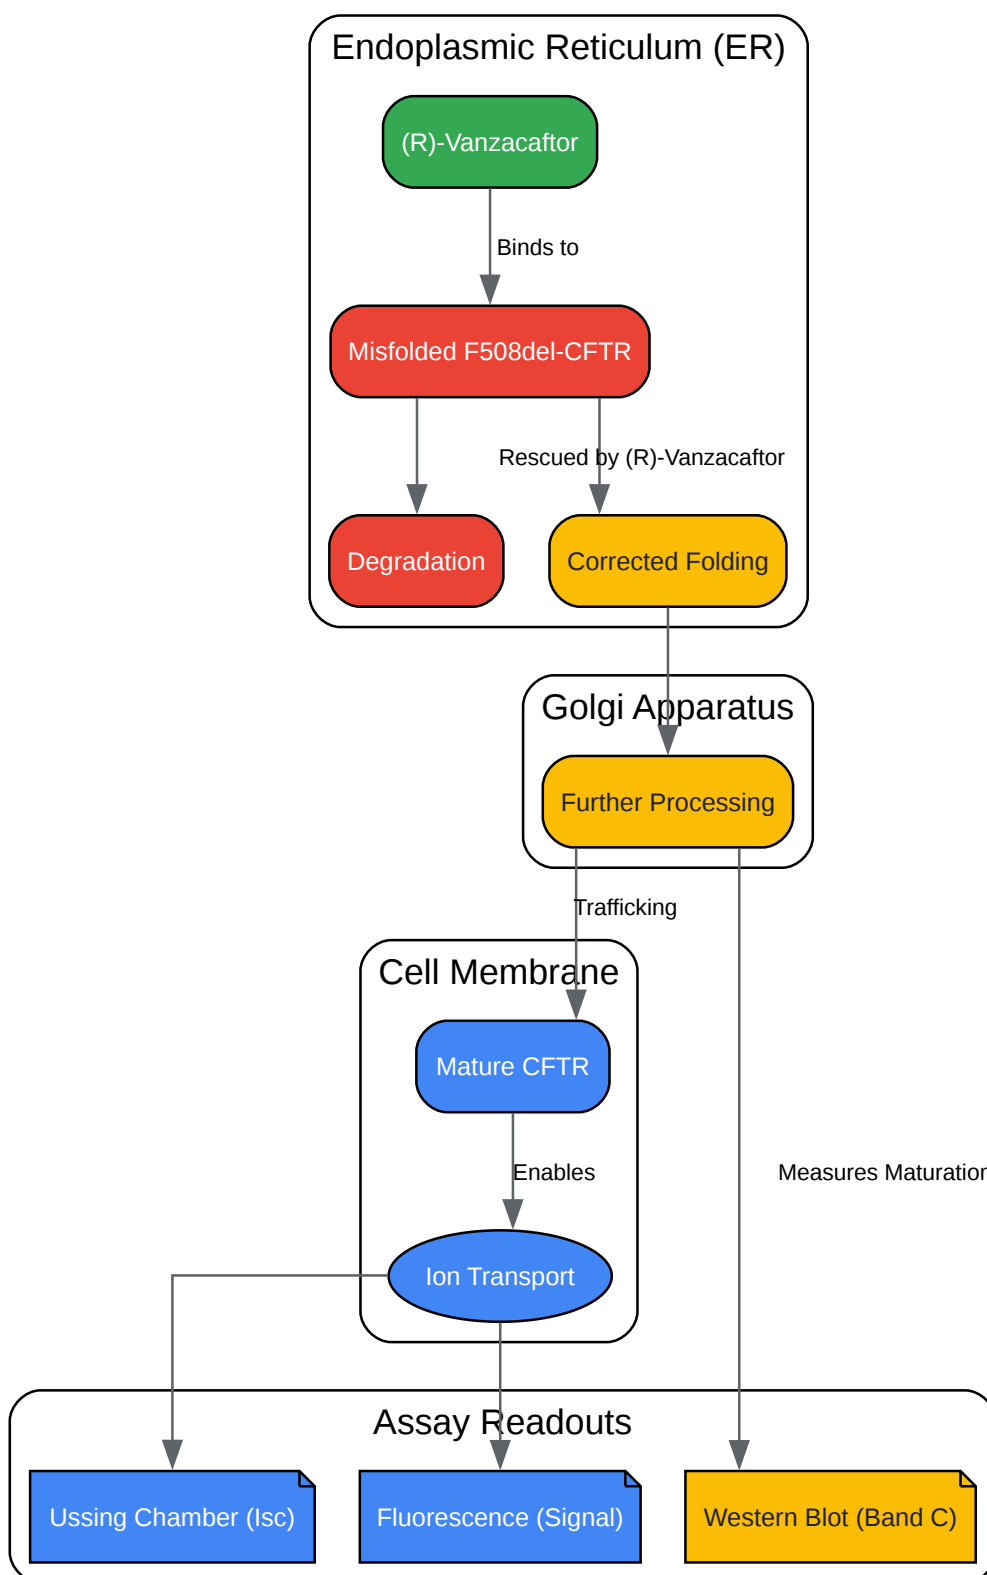 Endoplasmic Reticulum (ER)
(R)-Vanzacaftor
Binds to
Misfolded F508del-CFTR
Rescued by (R)-Vanzacaftor
Degradation
Corrected Folding
Golgi Apparatus
Further Processing
Trafficking
Cell Membrane
Mature CFTR
Enables
Measures Maturation
Ion Transport
Assay Readouts
Ussing Chamber (Isc)
Fluorescence (Signal)
Western Blot (Band C)